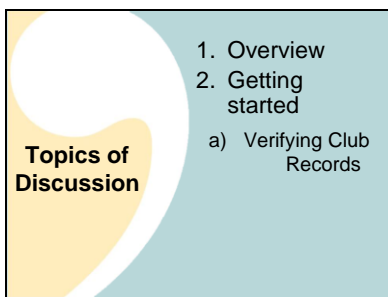 Topics of
Discussion
1. Overview
2. Getting
started
a) Verifying Club
Records